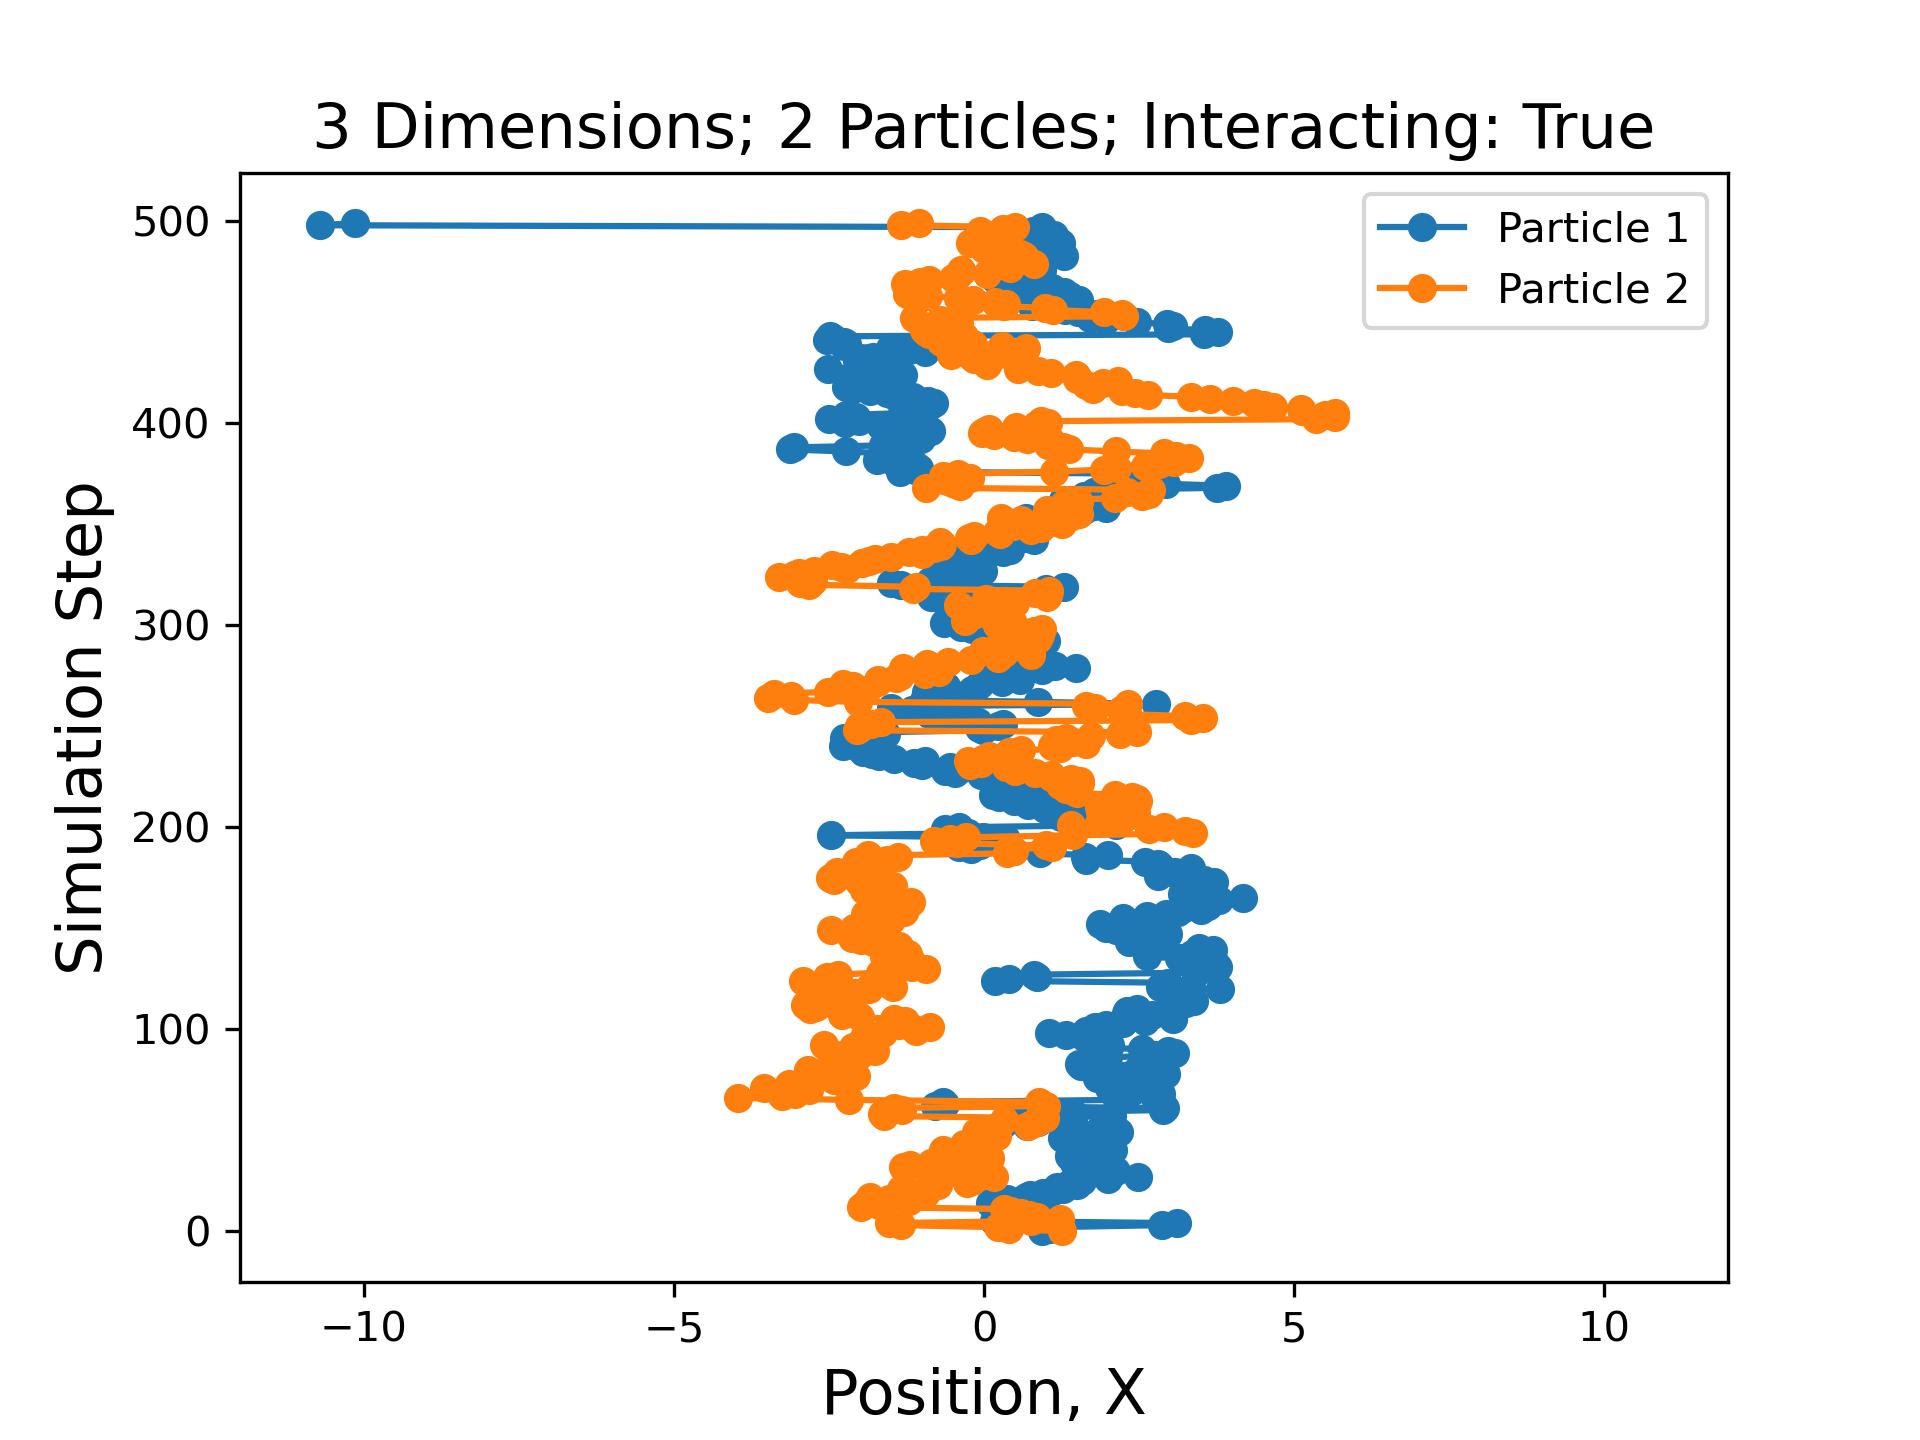 3 Dimensions; 2 Particles; Interacting: True
Particle 1
Particle 2
500
400
300
200
100
0
Simulation Step
−10
−5
0
5
10
Position, X